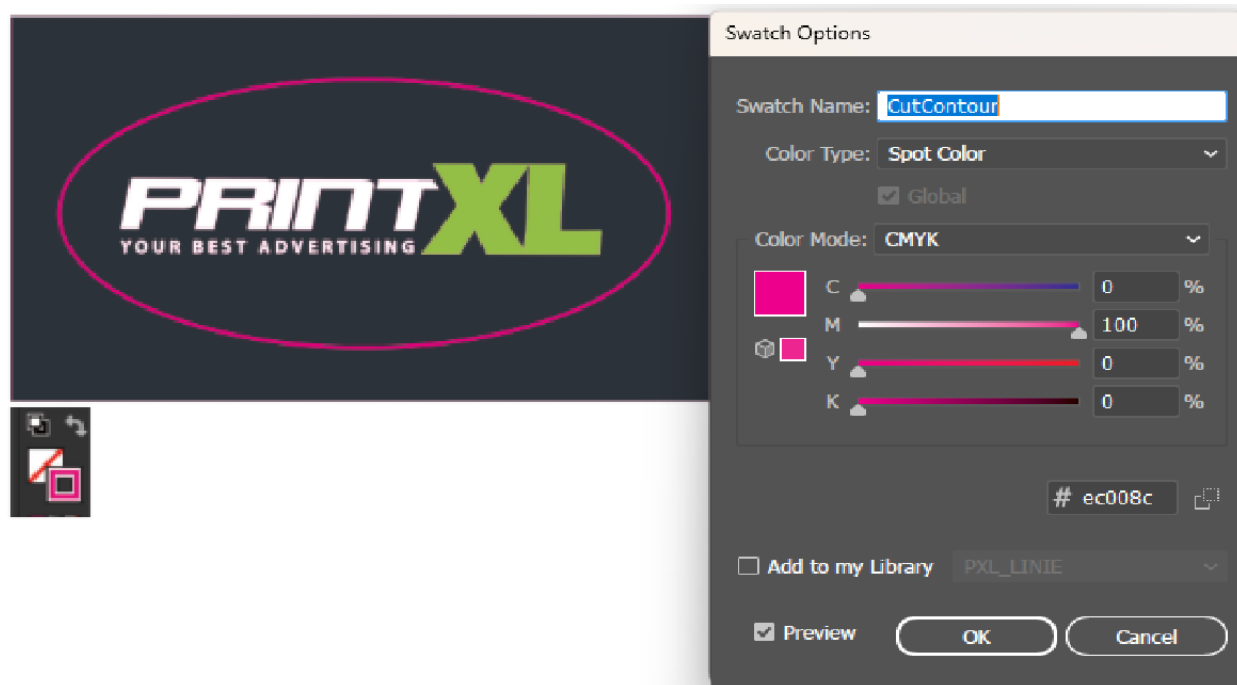 PRINTXL
YOUR BEST ADVERTISING
Swatch Options
Swatch Name: CutContour
Color Type: Spot Color
Global
Color Mode: CMYK
C 0 %
M 100 %
Y 0 %
K 0 %
# ec008c
Add to my Library PXL_LINIE
Preview OK Cancel